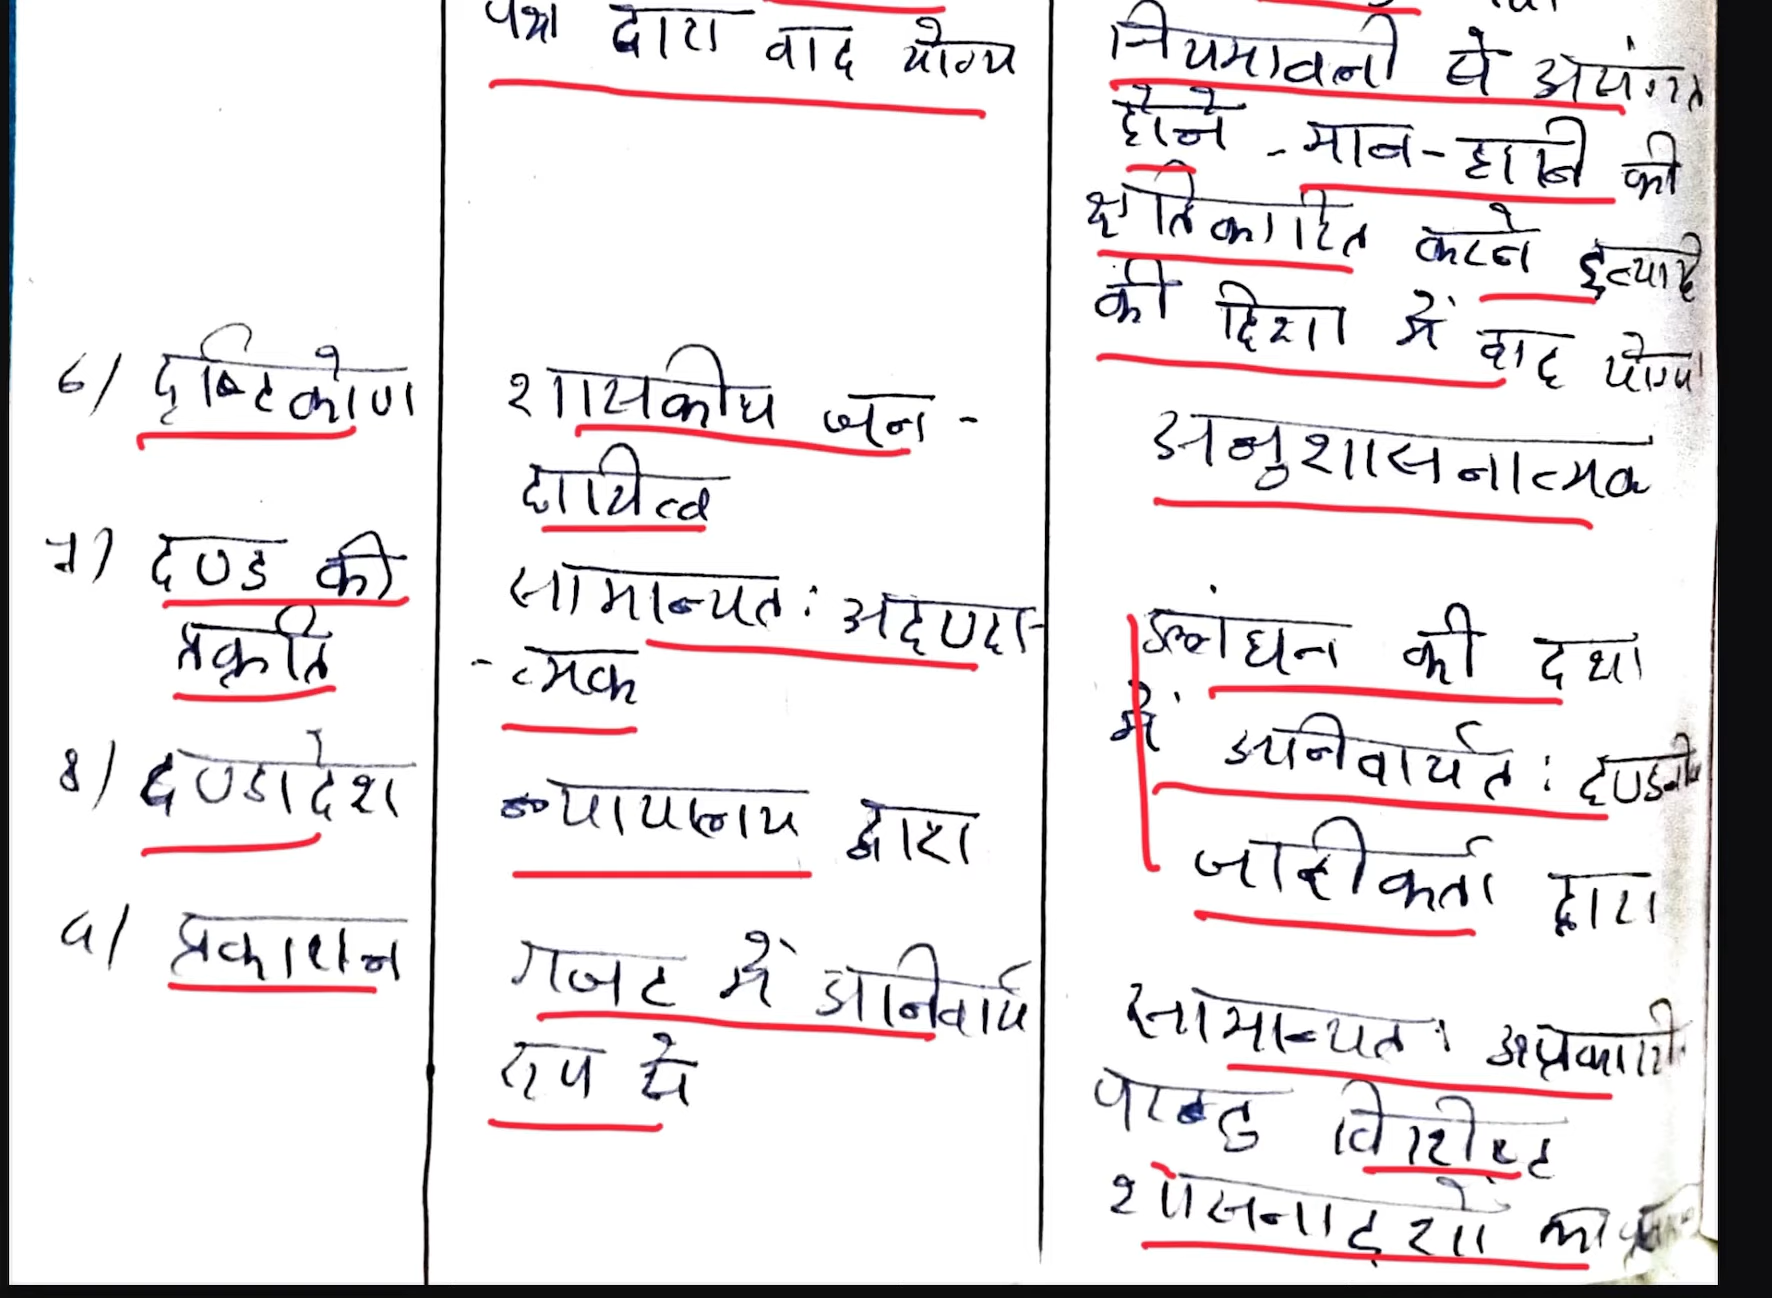 पक्ष द्वारा वाद योग्य
नियमावली से असंगत
होने - मान-हानि की
क्षतिकारित करने इत्यादि
की दिशा में वाद योग्य
6) दृष्टिकोण
शासकीय जन-
दायित्व
अनुशासनात्मक
7) दण्ड की
प्रकृति
सामान्यत: अदण्डा-
-त्मक
उल्लंघन की दशा
में अनिवार्यत: दण्डनीय
8) दण्डादेश
न्यायालय द्वारा
जारीकर्ता द्वारा
9) प्रकाशन
गजट में अनिवार्य
रूप से
सामान्यत: अप्रकाशित
परन्तु विशिष्ट
शासनादेशों का